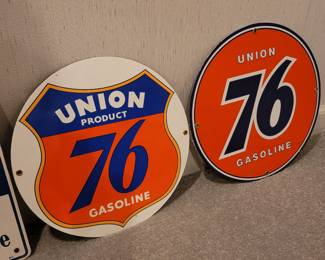 UNION
PRODUCT
76
GASOLINE
UNION
76
GASOLINE
e